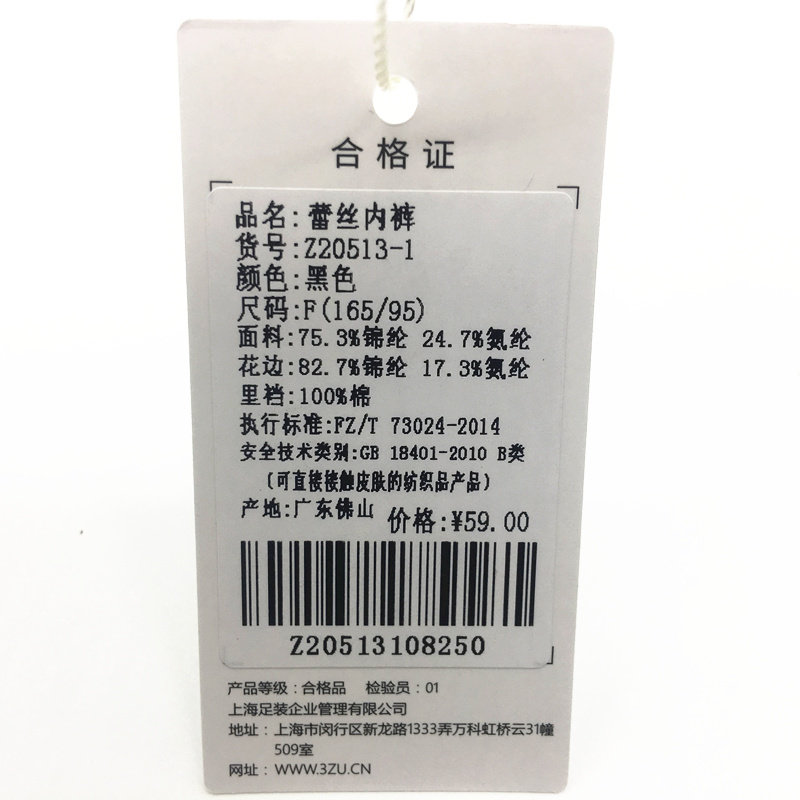 合格证
品名:蕾丝内裤
货号:Z20513-1
颜色:黑色
尺码:F(165/95)
面料:75.3%锦纶 24.7%氨纶
花边:82.7%锦纶 17.3%氨纶
里裆:100%棉
执行标准:FZ/T 73024-2014
安全技术类别:GB 18401-2010 B类
(可直接接触皮肤的纺织品产品)
产地:广东佛山 价格:¥59.00
Z20513108250
产品等级：合格品 检验员：01
上海足装企业管理有限公司
地址：上海市闵行区新龙路1333弄万科虹桥云31幢
509室
网址：WWW.3ZU.CN